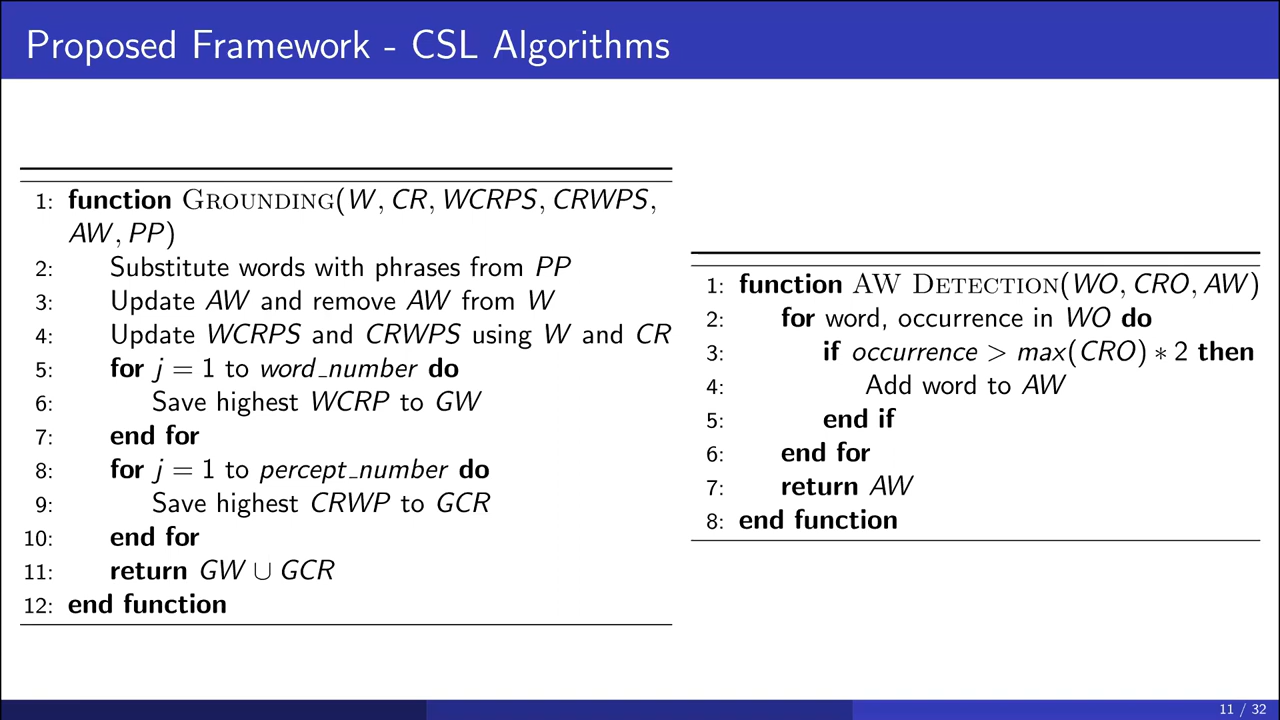 Proposed Framework - CSL Algorithms
1: function Grounding(W, CR, WCRPS, CRWPS,
AW, PP)
2: Substitute words with phrases from PP
3: Update AW and remove AW from W
4: Update WCRPS and CRWPS using W and CR
5: for j = 1 to word_number do
6: Save highest WCRP to GW
7: end for
8: for j = 1 to percept_number do
9: Save highest CRWP to GCR
10: end for
11: return GW ∪ GCR
12: end function
1: function AW Detection(WO, CRO, AW)
2: for word, occurrence in WO do
3: if occurrence > max(CRO) * 2 then
4: Add word to AW
5: end if
6: end for
7: return AW
8: end function
11 / 32